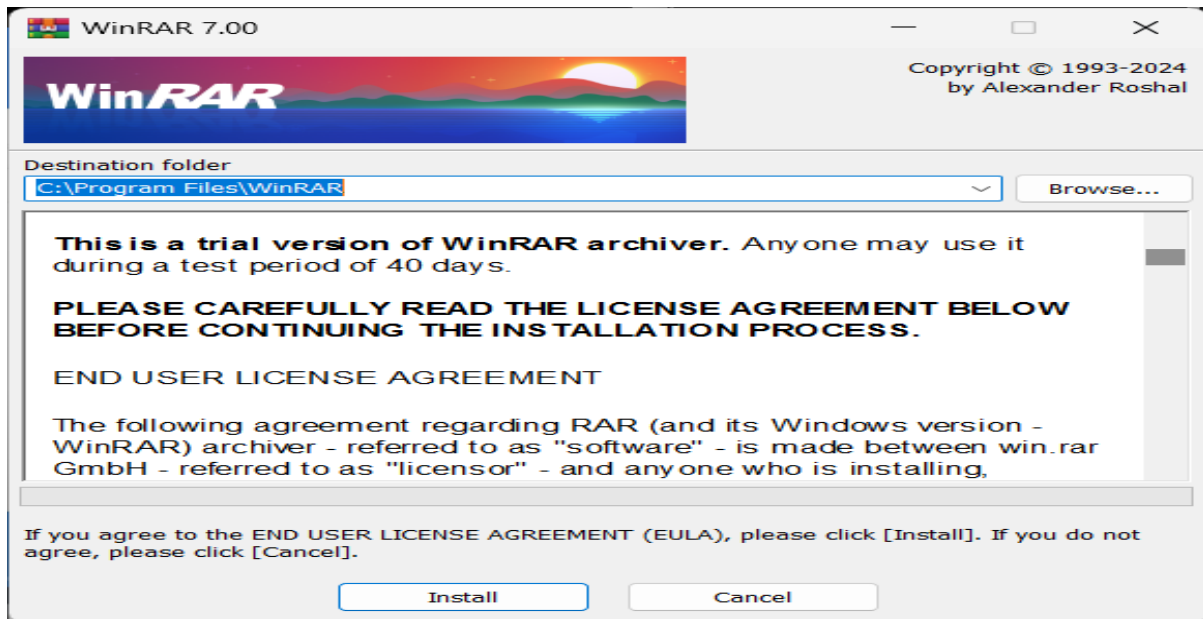 WinRAR 7.00
WinRAR
Copyright © 1993-2024
by Alexander Roshal
Destination folder
C:\Program Files\WinRAR
Browse...
This is a trial version of WinRAR archiver. Anyone may use it
during a test period of 40 days.
PLEASE CAREFULLY READ THE LICENSE AGREEMENT BELOW
BEFORE CONTINUING THE INSTALLATION PROCESS.
END USER LICENSE AGREEMENT
The following agreement regarding RAR (and its Windows version -
WinRAR) archiver - referred to as "software" - is made between win.rar
GmbH - referred to as "licensor" - and anyone who is installing,
If you agree to the END USER LICENSE AGREEMENT (EULA), please click [Install]. If you do not
agree, please click [Cancel].
Install
Cancel